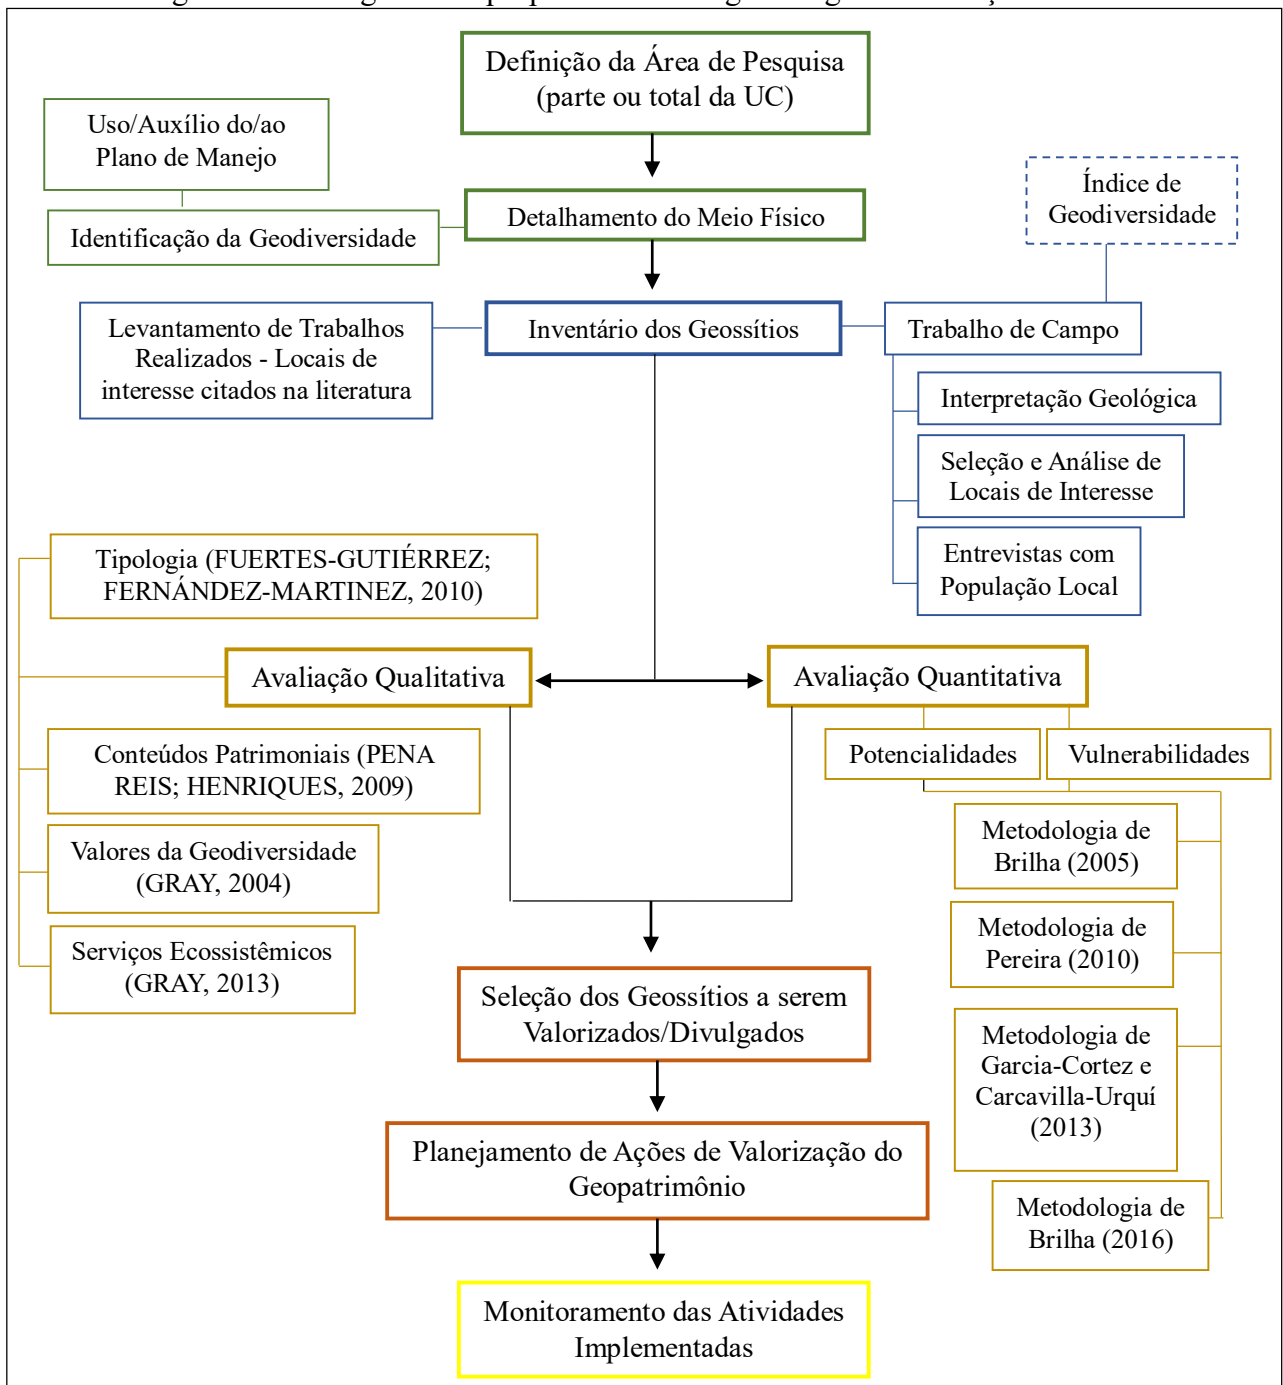 Definição da Área de Pesquisa
(parte ou total da UC)
Uso/Auxílio do/ao
Plano de Manejo
Índice de
Geodiversidade
Detalhamento do Meio Físico
Identificação da Geodiversidade
Levantamento de Trabalhos
Realizados - Locais de
interesse citados na literatura
Inventário dos Geossítios
Trabalho de Campo
Interpretação Geológica
Seleção e Análise de
Locais de Interesse
Entrevistas com
População Local
Tipologia (FUERTES-GUTIÉRREZ;
FERNÁNDEZ-MARTINEZ, 2010)
Avaliação Qualitativa
Avaliação Quantitativa
Conteúdos Patrimoniais (PENA
REIS; HENRIQUES, 2009)
Potencialidades
Vulnerabilidades
Valores da Geodiversidade
(GRAY, 2004)
Metodologia de
Brilha (2005)
Serviços Ecossistêmicos
(GRAY, 2013)
Metodologia de
Pereira (2010)
Seleção dos Geossítios a serem
Valorizados/Divulgados
Metodologia de
Garcia-Cortez e
Carcavilla-Urquí
(2013)
Planejamento de Ações de Valorização do
Geopatrimônio
Metodologia de
Brilha (2016)
Monitoramento das Atividades
Implementadas